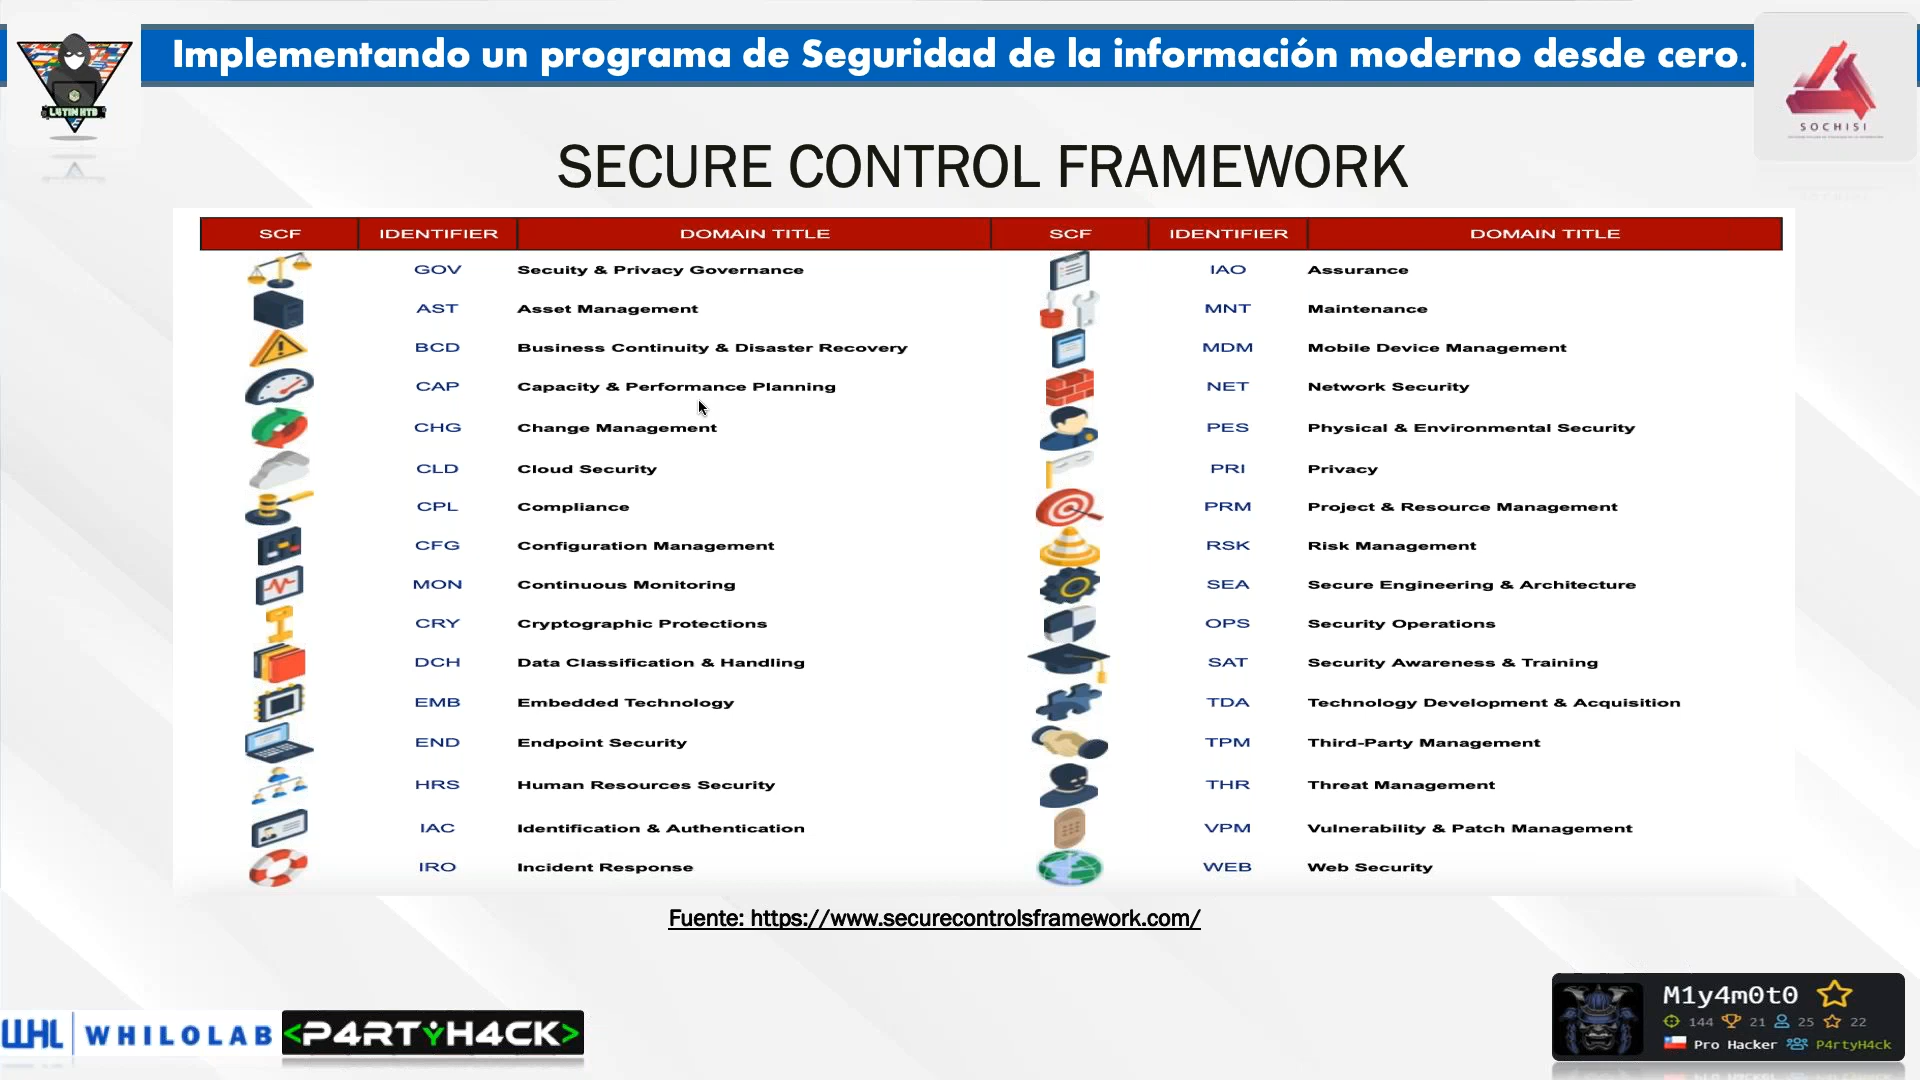 Implementando un programa de Seguridad de la información moderno desde cero.
LATINHTB
SOCHISI
SECURE CONTROL FRAMEWORK
SCF IDENTIFIER DOMAIN TITLE SCF IDENTIFIER DOMAIN TITLE
GOV Secuity & Privacy Governance IAO Assurance
AST Asset Management MNT Maintenance
BCD Business Continuity & Disaster Recovery MDM Mobile Device Management
CAP Capacity & Performance Planning NET Network Security
CHG Change Management PES Physical & Environmental Security
CLD Cloud Security PRI Privacy
CPL Compliance PRM Project & Resource Management
CFG Configuration Management RSK Risk Management
MON Continuous Monitoring SEA Secure Engineering & Architecture
CRY Cryptographic Protections OPS Security Operations
DCH Data Classification & Handling SAT Security Awareness & Training
EMB Embedded Technology TDA Technology Development & Acquisition
END Endpoint Security TPM Third-Party Management
HRS Human Resources Security THR Threat Management
IAC Identification & Authentication VPM Vulnerability & Patch Management
IRO Incident Response WEB Web Security
Fuente: https://www.securecontrolsframework.com/
WHL WHILOLAB <P4RTYH4CK>
M1y4m0t0
144 21 25 22
Pro Hacker P4rtyH4ck